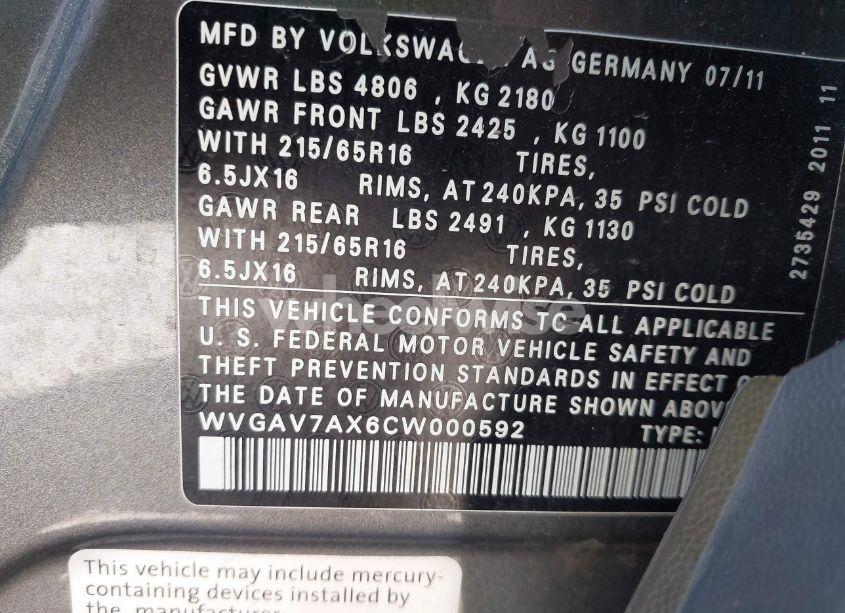 MFD BY VOLKSWAG AG GERMANY 07/11
GVWR LBS 4806 , KG 2180
GAWR FRONT LBS 2425 , KG 1100
WITH 215/65R16 TIRES,
6.5JX16 RIMS, AT 240KPA, 35 PSI COLD
GAWR REAR LBS 2491 , KG 1130
WITH 215/65R16 TIRES,
6.5JX16 RIMS, AT 240KPA, 35 PSI COLD
THIS VEHICLE CONFORMS TO ALL APPLICABLE
U. S. FEDERAL MOTOR VEHICLE SAFETY AND
THEFT PREVENTION STANDARDS IN EFFECT
THE DATE OF MANUFACTURE SHOWN ABOV
WVGAV7AX6CW000592 TYPE:
2735429 2011 11
This vehicle may include mercury-
containing devices installed by
the manufacturer